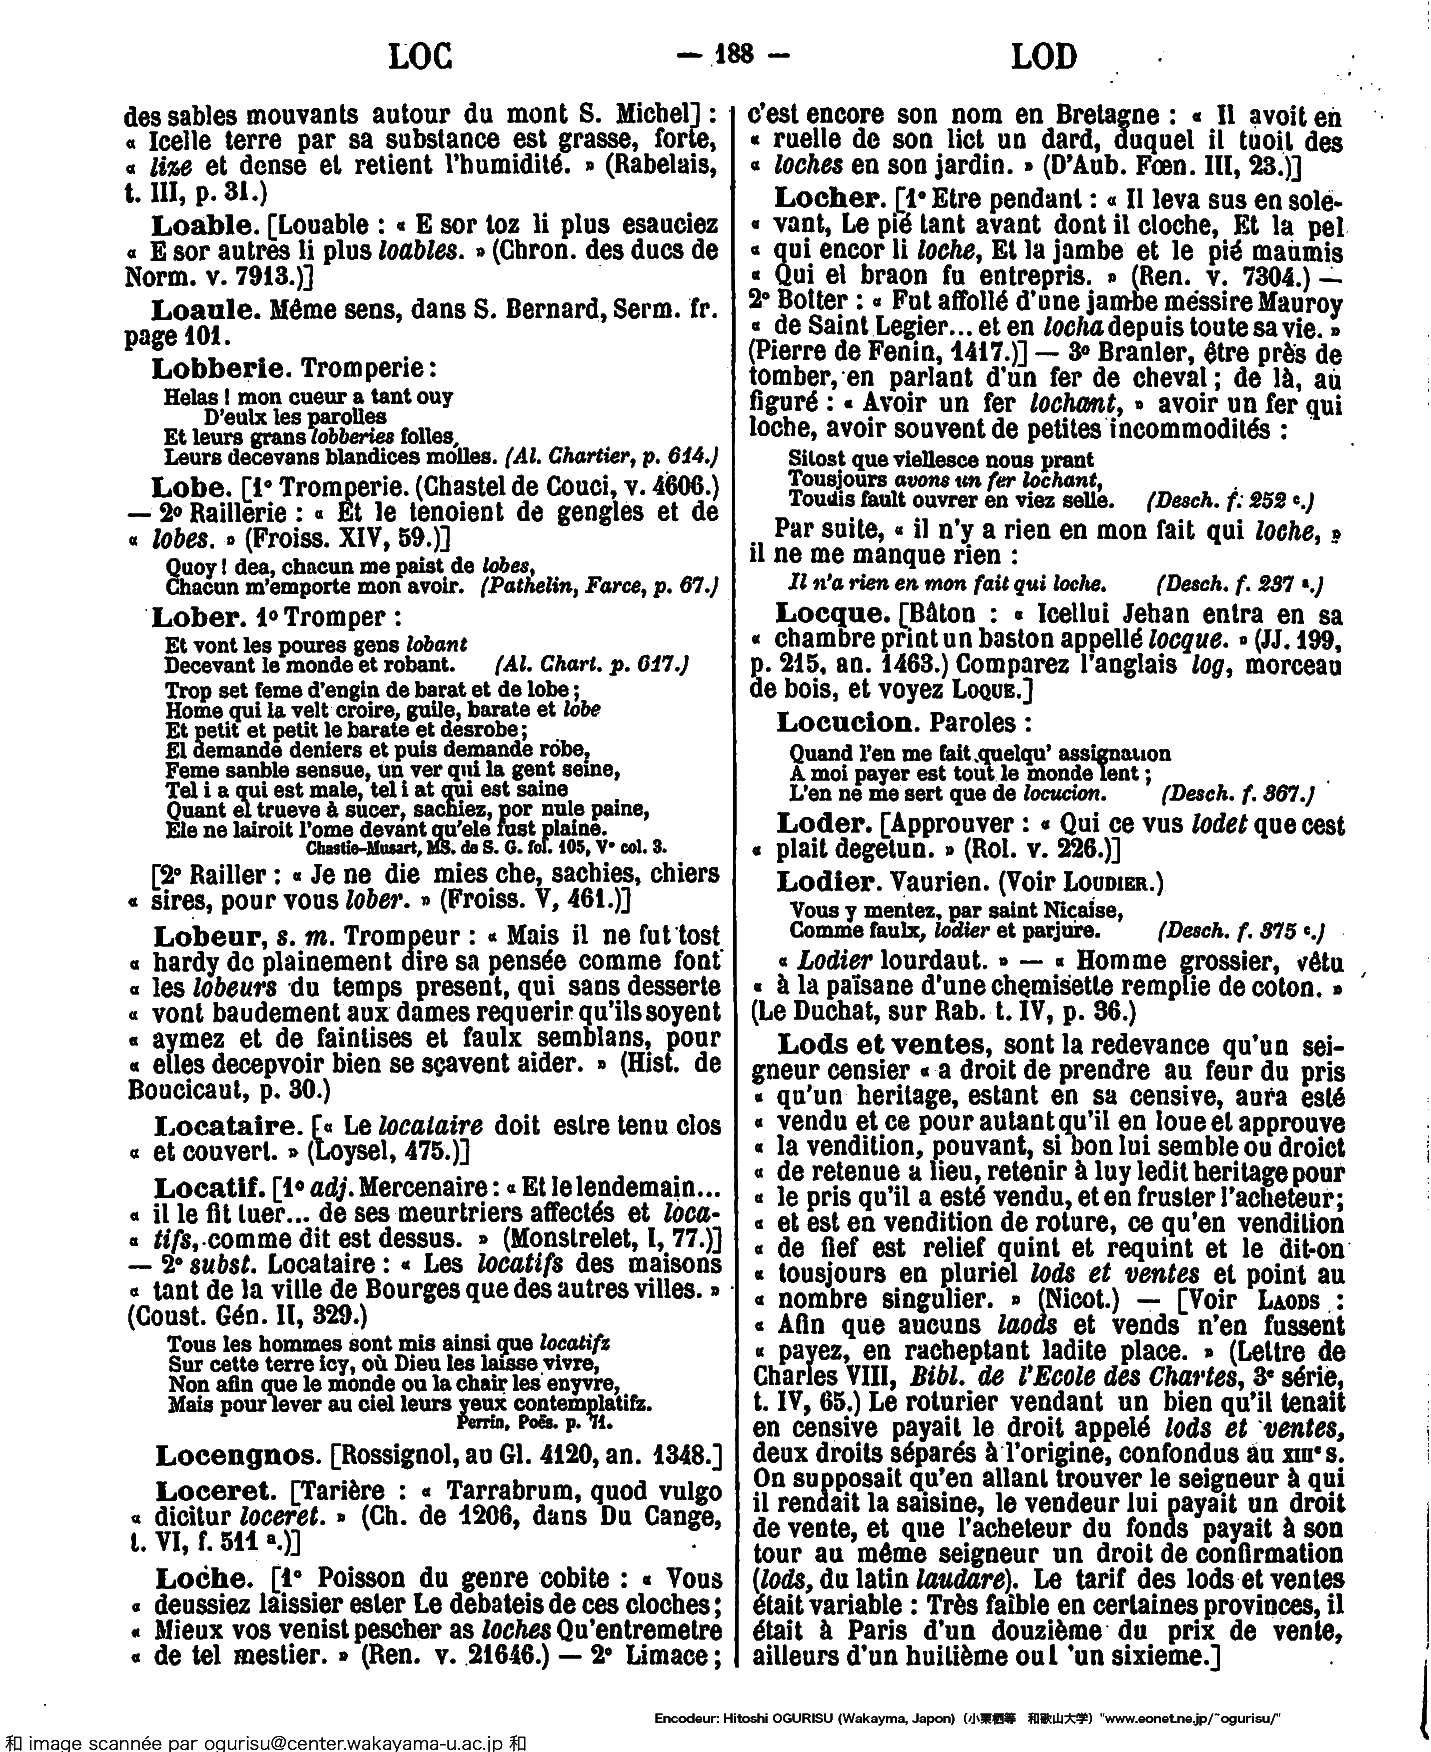 LOC — 188 — LOD
des sables mouvants autour du mont S. Michel] :
« Icelle terre par sa substance est grasse, forte,
« lize et dense et retient l'humidité. » (Rabelais,
t. III, p. 31.)
Loable. [Louable : « E sor toz li plus esauciez
« E sor autres li plus loables. » (Chron. des ducs de
Norm. v. 7913.)]
Loaule. Même sens, dans S. Bernard, Serm. fr.
page 101.
Lobberie. Tromperie :
Helas ! mon cueur a tant ouy
D'eulx les parolles
Et leurs grans lobberies folles,
Leurs decevans blandices molles. (Al. Chartier, p. 614.)
Lobe. [1° Tromperie. (Chastel de Couci, v. 4606.)
— 2° Raillerie : « Et le tenoient de gengles et de
« lobes. » (Froiss. XIV, 59.)]
Quoy ! dea, chacun me paist de lobes,
Chacun m'emporte mon avoir. (Pathelin, Farce, p. 67.)
Lober. 1° Tromper :
Et vont les poures gens lobant
Decevant le monde et robant. (Al. Chart. p. 617.)
Trop set feme d'engin de barat et de lobe ;
Home qui la velt croire, guile, barate et lobe
Et petit et petit le barate et desrobe ;
El demande deniers et puis demande robe,
Feme sanble sensue, un ver qui la gent seine,
Tel i a qui est male, tel i at qui est saine
Quant el trueve à sucer, sachiez, por nule paine,
Ele ne lairoit l'ome devant qu'ele fust plaine.
Chastie-Musart, MS. de S. G. fol. 105, V° col. 3.
[2° Railler : « Je ne die mies che, sachies, chiers
« sires, pour vous lober. » (Froiss. V, 461.)]
Lobeur, s. m. Trompeur : « Mais il ne fut tost
« hardy de plainement dire sa pensée comme font
« les lobeurs du temps present, qui sans desserte
« vont baudement aux dames requerir qu'ils soyent
« aymez et de faintises et faulx semblans, pour
« elles decepvoir bien se sçavent aider. » (Hist. de
Boucicaut, p. 30.)
Locataire. [« Le locataire doit estre tenu clos
« et couvert. » (Loysel, 475.)]
Locatif. [1° adj. Mercenaire : « Et le lendemain...
« il le fit tuer... de ses meurtriers affectés et loca-
« tifs, comme dit est dessus. » (Monstrelet, I, 77.)]
— 2° subst. Locataire : « Les locatifs des maisons
« tant de la ville de Bourges que des autres villes. »
(Coust. Gén. II, 329.)
Tous les hommes sont mis ainsi que locatifz
Sur cette terre icy, où Dieu les laisse vivre,
Non afin que le monde ou la chair les enyvre,
Mais pour lever au ciel leurs yeux contemplatifz.
Perrin, Poës. p. 71.
Locengnos. [Rossignol, au Gl. 4120, an. 1348.]
Loceret. [Tarière : « Tarrabrum, quod vulgo
« dicitur loceret. » (Ch. de 1206, dans Du Cange,
t. VI, f. 511 a.)]
Loche. [1° Poisson du genre cobite : « Vous
« deussiez laissier ester Le debateis de ces cloches ;
« Mieux vos venist pescher as loches Qu'entremetre
« de tel mestier. » (Ren. v. 21646.) — 2° Limace ;
c'est encore son nom en Bretagne : « Il avoit en
« ruelle de son lict un dard, duquel il tuoit des
« loches en son jardin. » (D'Aub. Fœn. III, 23.)]
Locher. [1° Etre pendant : « Il leva sus en sole-
« vant, Le pié tant avant dont il cloche, Et la pel
« qui encor li loche, Et la jambe et le pié maumis
« Qui el braon fu entrepris. » (Ren. v. 7304.) —
2° Botter : « Fut affollé d'une jambe messire Mauroy
« de Saint Legier... et en locha depuis toute sa vie. »
(Pierre de Fenin, 1417.)] — 3° Branler, être près de
tomber, en parlant d'un fer de cheval ; de là, au
figuré : « Avoir un fer lochant, » avoir un fer qui
loche, avoir souvent de petites incommodités :
Sitost que viellesce nous prant
Tousjours avons un fer lochant,
Toudis fault ouvrer en viez selle. (Desch. f. 252 c.)
Par suite, « il n'y a rien en mon fait qui loche, »
il ne me manque rien :
Il n'a rien en mon fait qui loche. (Desch. f. 237 a.)
Locque. [Bâton : « Icellui Jehan entra en sa
« chambre print un baston appellé locque. » (JJ. 199,
p. 215, an. 1463.) Comparez l'anglais log, morceau
de bois, et voyez LOQUE.]
Locucion. Paroles :
Quand l'en me fait quelqu' assignation
A moi payer est tout le monde lent ;
L'en ne me sert que de locucion. (Desch. f. 367.)
Loder. [Approuver : « Qui ce vus lodet que cest
« plait degetun. » (Rol. v. 226.)]
Lodier. Vaurien. (Voir LOUDIER.)
Vous y mentez, par saint Nicaise,
Comme faulx, lodier et parjure. (Desch. f. 375 c.)
« Lodier lourdaut. » — « Homme grossier, vêtu
« à la païsane d'une chemisette remplie de coton. »
(Le Duchat, sur Rab. t. IV, p. 36.)
Lods et ventes, sont la redevance qu'un sei-
gneur censier « a droit de prendre au feur du pris
« qu'un heritage, estant en sa censive, aura esté
« vendu et ce pour autant qu'il en loue et approuve
« la vendition, pouvant, si bon lui semble ou droict
« de retenue a lieu, retenir à luy ledit heritage pour
« le pris qu'il a esté vendu, et en fruster l'acheteur ;
« et est en vendition de roture, ce qu'en vendition
« de fief est relief quint et requint et le dit-on
« tousjours en pluriel lods et ventes et point au
« nombre singulier. » (Nicot.) — [Voir LAODS :
« Afin que aucuns laods et vends n'en fussent
« payez, en racheptant ladite place. » (Lettre de
Charles VIII, Bibl. de l'Ecole des Chartes, 3e série,
t. IV, 65.) Le roturier vendant un bien qu'il tenait
en censive payait le droit appelé lods et ventes,
deux droits séparés à l'origine, confondus au XIIIe s.
On supposait qu'en allant trouver le seigneur à qui
il rendait la saisine, le vendeur lui payait un droit
de vente, et que l'acheteur du fonds payait à son
tour au même seigneur un droit de confirmation
(lods, du latin laudare). Le tarif des lods et ventes
était variable : Très faible en certaines provinces, il
était à Paris d'un douzième du prix de vente,
ailleurs d'un huitième ou l 'un sixieme.]
Encodeur: Hitoshi OGURISU (Wakayma, Japon) (小栗栖等 和歌山大学) "www.eonet.ne.jp/~ogurisu/"
和 image scannée par ogurisu@center.wakayama-u.ac.jp 和